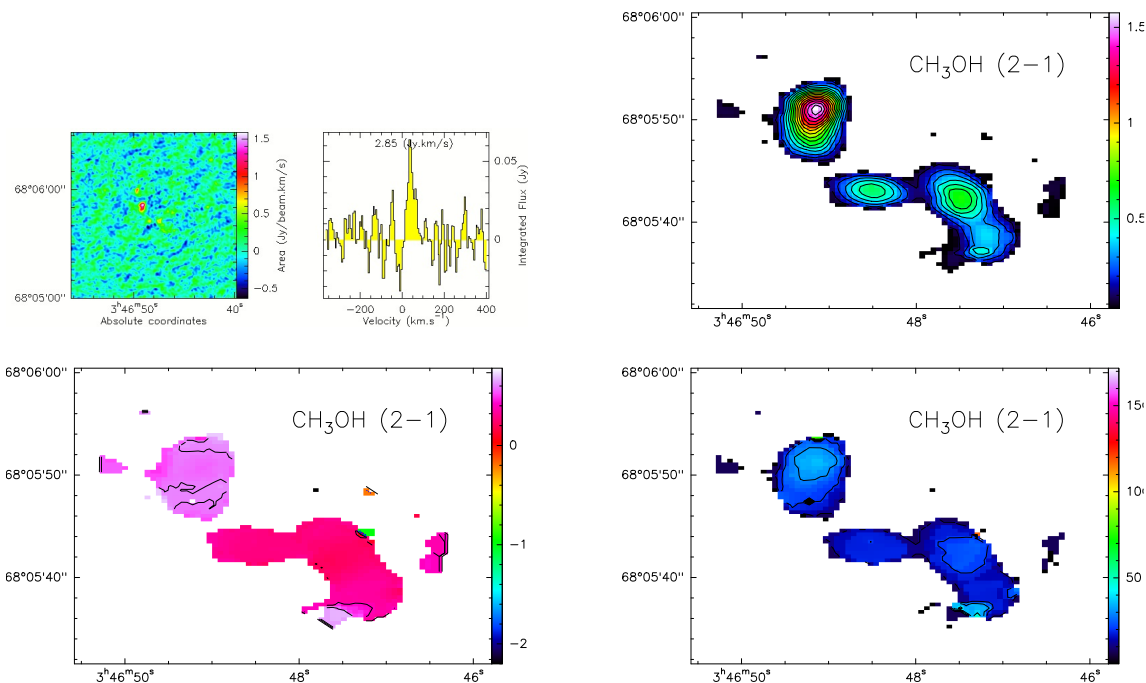 68°06'00''
68°05'00''
3ʰ46ᵐ50ˢ
40ˢ
Absolute coordinates
1.5
1
0.5
0
−0.5
Area (Jy/beam.km/s)
2.85 (Jy.km/s)
−200
0
200
400
Velocity (km.s⁻¹)
0.05
0
Integrated Flux (Jy)
CH₃OH (2−1)
68°06'00''
68°05'50''
68°05'40''
3ʰ46ᵐ50ˢ
48ˢ
46ˢ
1.5
1
0.5
CH₃OH (2−1)
68°06'00''
68°05'50''
68°05'40''
3ʰ46ᵐ50ˢ
48ˢ
46ˢ
0
−1
−2
CH₃OH (2−1)
68°06'00''
68°05'50''
68°05'40''
3ʰ46ᵐ50ˢ
48ˢ
46ˢ
50